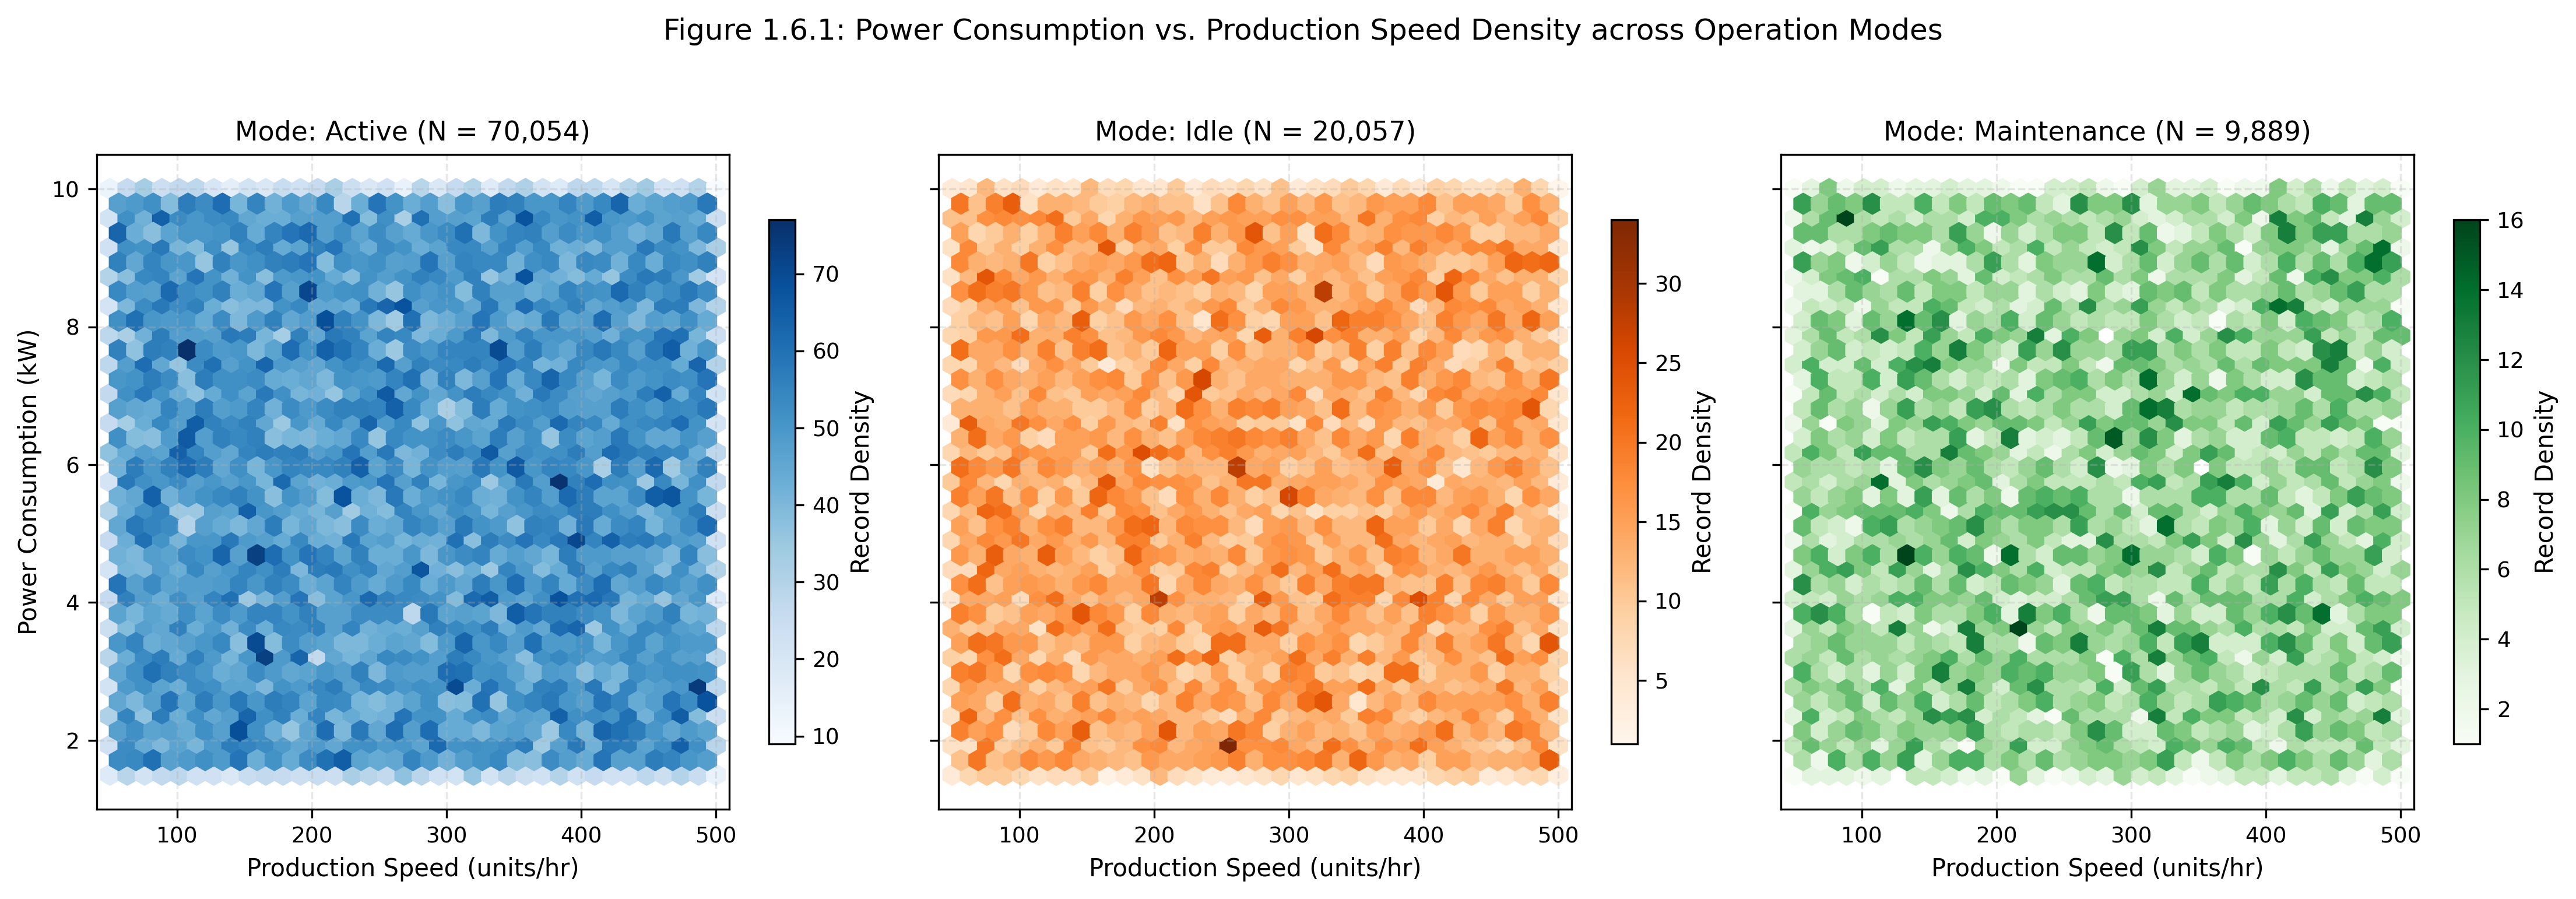 Figure 1.6.1: Power Consumption vs. Production Speed Density across Operation Modes
Mode: Active (N = 70,054)
Power Consumption (kW)
10
8
6
4
2
100 200 300 400 500
Production Speed (units/hr)
70
60
50
40
30
20
10
Record Density
Mode: Idle (N = 20,057)
100 200 300 400 500
Production Speed (units/hr)
30
25
20
15
10
5
Record Density
Mode: Maintenance (N = 9,889)
100 200 300 400 500
Production Speed (units/hr)
16
14
12
10
8
6
4
2
Record Density